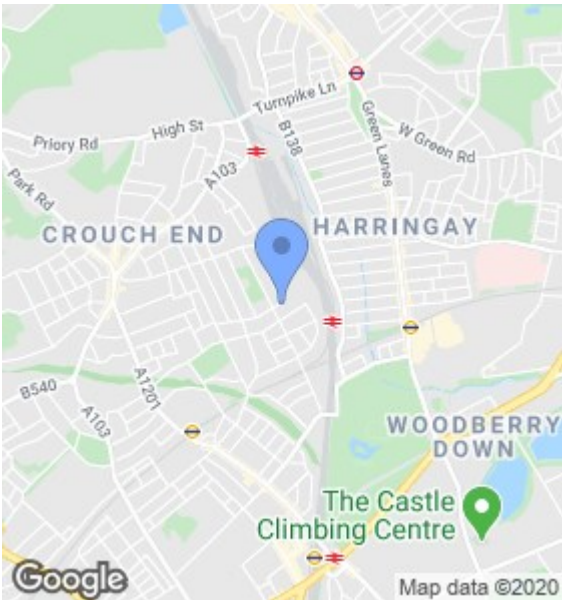 Turnpike Ln
High St
B138
Priory Rd
W Green Rd
Green Lanes
A103
Park Rd
CROUCH END
HARRINGAY
A1201
B540
A103
WOODBERRY
DOWN
The Castle
Climbing Centre
Google
Map data ©2020